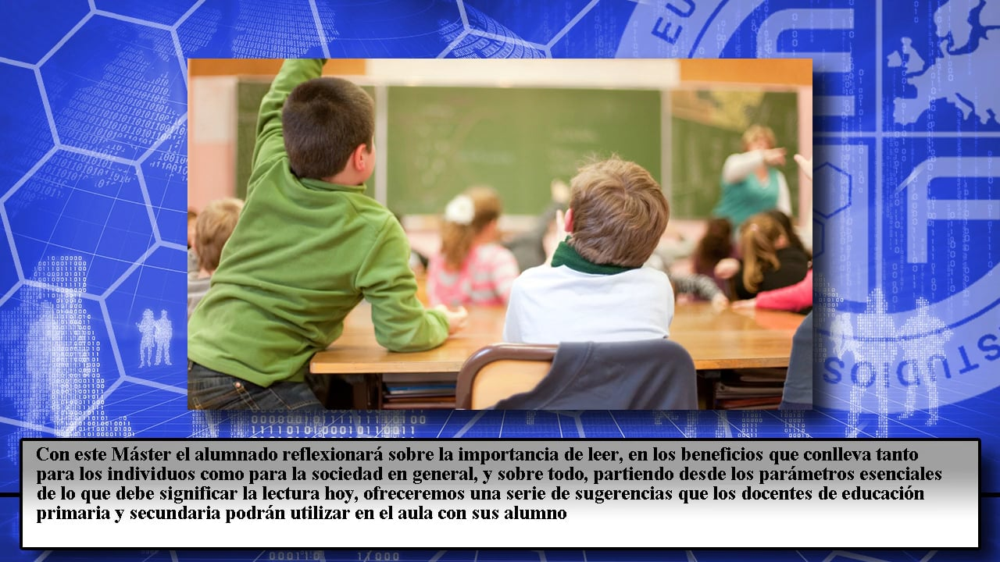 EU
STUDIOS
Con este Máster el alumnado reflexionará sobre la importancia de leer, en los beneficios que conlleva tanto
para los individuos como para la sociedad en general, y sobre todo, partiendo desde los parámetros esenciales
de lo que debe significar la lectura hoy, ofreceremos una serie de sugerencias que los docentes de educación
primaria y secundaria podrán utilizar en el aula con sus alumno